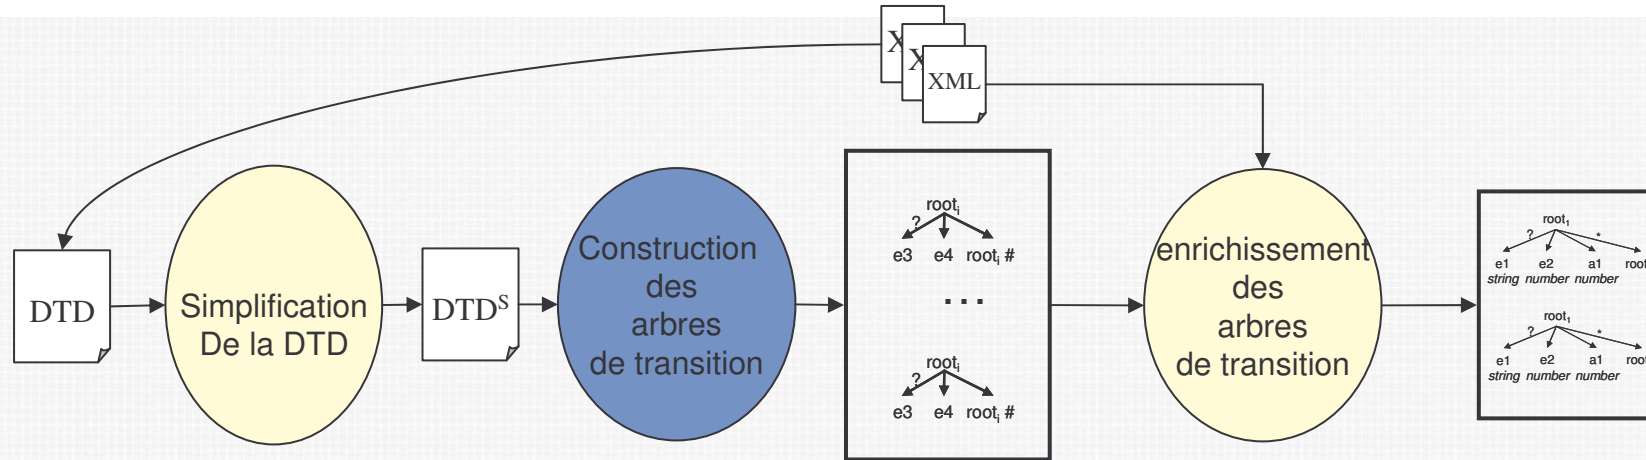 X
X
XML
DTD
Simplification
De la DTD
DTDS
Construction
des
arbres
de transition
rooti
?
e3 e4 rooti #
...
rooti
?
e3 e4 rooti #
enrichissement
des
arbres
de transition
root1
? *
e1 e2 a1 root
string number number
root1
? *
e1 e2 a1 root
string number number